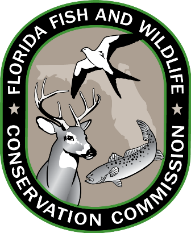 FLORIDA FISH AND WILDLIFE
CONSERVATION COMMISSION